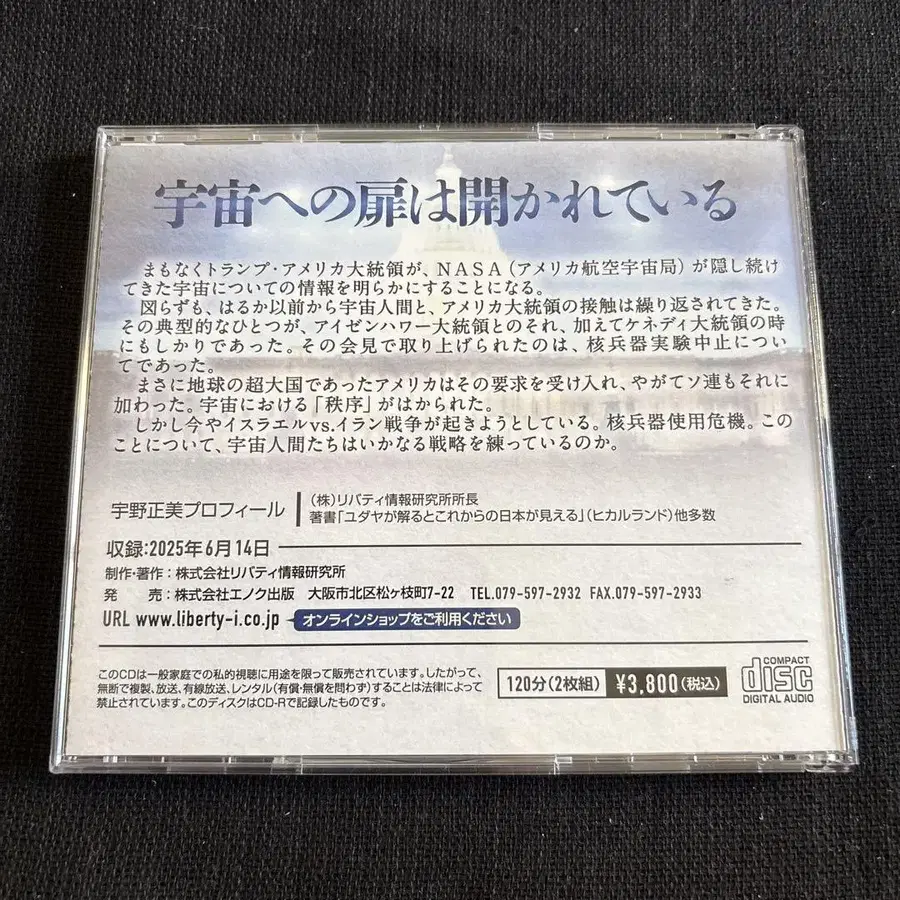 宇宙への扉は開かれている
まもなくトランプ・アメリカ大統領が、NASA(アメリカ航空宇宙局)が隠し続け
てきた宇宙についての情報を明らかにすることになる。
図らずも、はるか以前から宇宙人間と、アメリカ大統領の接触は繰り返されてきた。
その典型的なひとつが、アイゼンハワー大統領とのそれ、加えてケネディ大統領の時
にもしかりであった。その会見で取り上げられたのは、核兵器実験中止につい
てであった。
まさに地球の超大国であったアメリカはその要求を受け入れ、やがてソ連もそれに
加わった。宇宙における「秩序」がはかられた。
しかし今やイスラエルvs.イラン戦争が起きようとしている。核兵器使用危機。この
ことについて、宇宙人間たちはいかなる戦略を練っているのか。
宇野正美プロフィール
(株)リバティ情報研究所所長
著書「ユダヤが解るとこれからの日本が見える」(ヒカルランド)他多数
収録:2025年6月14日
制作・著作:株式会社リバティ情報研究所
発 売:株式会社エノク出版 大阪市北区松ヶ枝町7-22 TEL.079-597-2932 FAX.079-597-2933
URL www.liberty-i.co.jp オンラインショップをご利用ください
このCDは一般家庭での私的視聴に用途を限って販売されています。したがって、
無断で複製、放送、有線放送、レンタル(有償・無償を問わず)することは法律によって
禁止されています。このディスクはCD-Rで記録したものです。
120分(2枚組) ¥3,800(税込)
COMPACT
disc
DIGITAL AUDIO